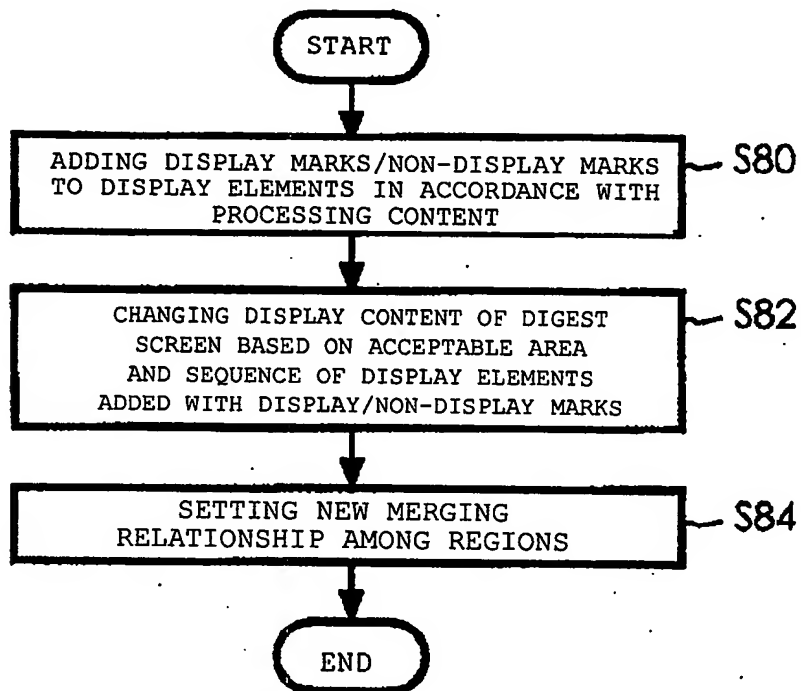 START
ADDING DISPLAY MARKS/NON-DISPLAY MARKS
TO DISPLAY ELEMENTS IN ACCORDANCE WITH
PROCESSING CONTENT
S80
CHANGING DISPLAY CONTENT OF DIGEST
SCREEN BASED ON ACCEPTABLE AREA
AND SEQUENCE OF DISPLAY ELEMENTS
ADDED WITH DISPLAY/NON-DISPLAY MARKS
S82
SETTING NEW MERGING
RELATIONSHIP AMONG REGIONS
S84
END